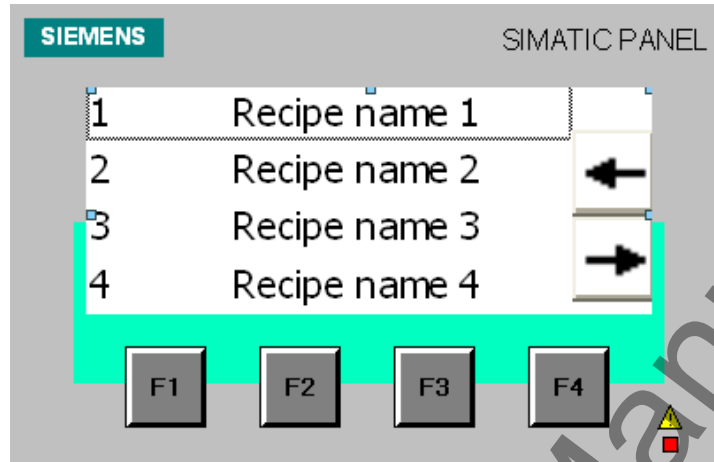 SIEMENS SIMATIC PANEL
1 Recipe name 1
2 Recipe name 2
3 Recipe name 3
4 Recipe name 4
F1 F2 F3 F4